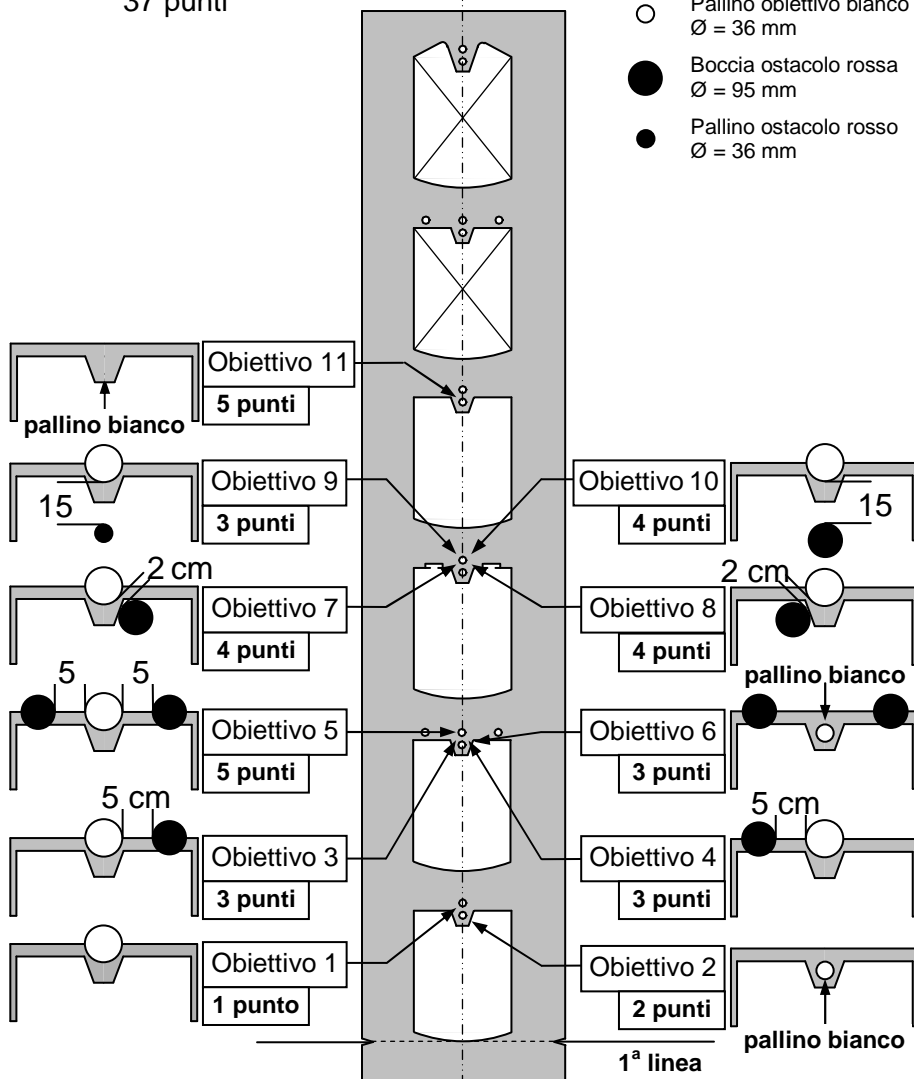 37 punti
Pallino obiettivo bianco
Ø = 36 mm
Boccia ostacolo rossa
Ø = 95 mm
Pallino ostacolo rosso
Ø = 36 mm
Obiettivo 11
5 punti
pallino bianco
Obiettivo 9
3 punti
15
Obiettivo 10
4 punti
15
2 cm
Obiettivo 7
4 punti
2 cm
Obiettivo 8
4 punti
pallino bianco
5 5
Obiettivo 5
5 punti
Obiettivo 6
3 punti
5 cm
Obiettivo 3
3 punti
5 cm
Obiettivo 4
3 punti
Obiettivo 1
1 punto
Obiettivo 2
2 punti
pallino bianco
1ª linea